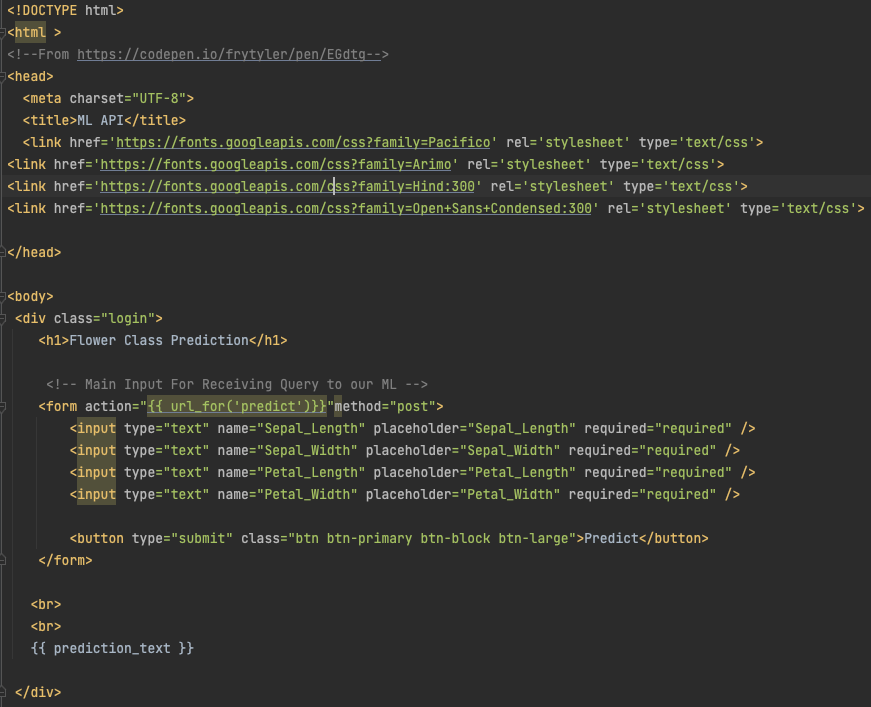 <!DOCTYPE html>
<html >
<!--From https://codepen.io/frytyler/pen/EGdtg-->
<head>
<meta charset="UTF-8">
<title>ML API</title>
<link href='https://fonts.googleapis.com/css?family=Pacifico' rel='stylesheet' type='text/css'>
<link href='https://fonts.googleapis.com/css?family=Arimo' rel='stylesheet' type='text/css'>
<link href='https://fonts.googleapis.com/css?family=Hind:300' rel='stylesheet' type='text/css'>
<link href='https://fonts.googleapis.com/css?family=Open+Sans+Condensed:300' rel='stylesheet' type='text/css'>
</head>
<body>
<div class="login">
<h1>Flower Class Prediction</h1>
<!-- Main Input For Receiving Query to our ML -->
<form action="{{ url_for('predict')}}"method="post">
<input type="text" name="Sepal_Length" placeholder="Sepal_Length" required="required" />
<input type="text" name="Sepal_Width" placeholder="Sepal_Width" required="required" />
<input type="text" name="Petal_Length" placeholder="Petal_Length" required="required" />
<input type="text" name="Petal_Width" placeholder="Petal_Width" required="required" />
<button type="submit" class="btn btn-primary btn-block btn-large">Predict</button>
</form>
<br>
<br>
{{ prediction_text }}
</div>